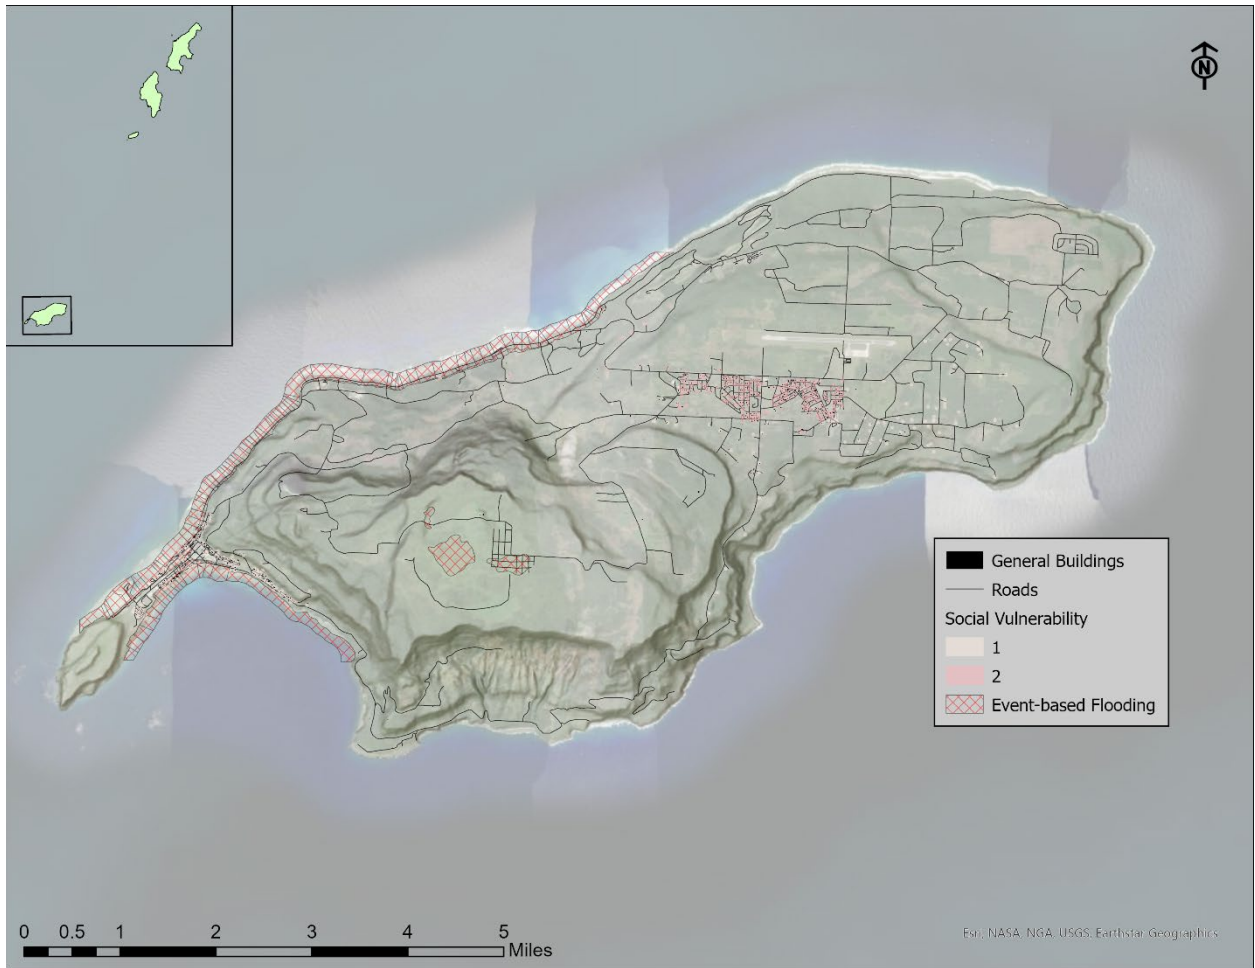 N
General Buildings
Roads
Social Vulnerability
1
2
Event-based Flooding
0 0.5 1 2 3 4 5
Miles
Esri, NASA, NGA, USGS, Earthstar Geographics